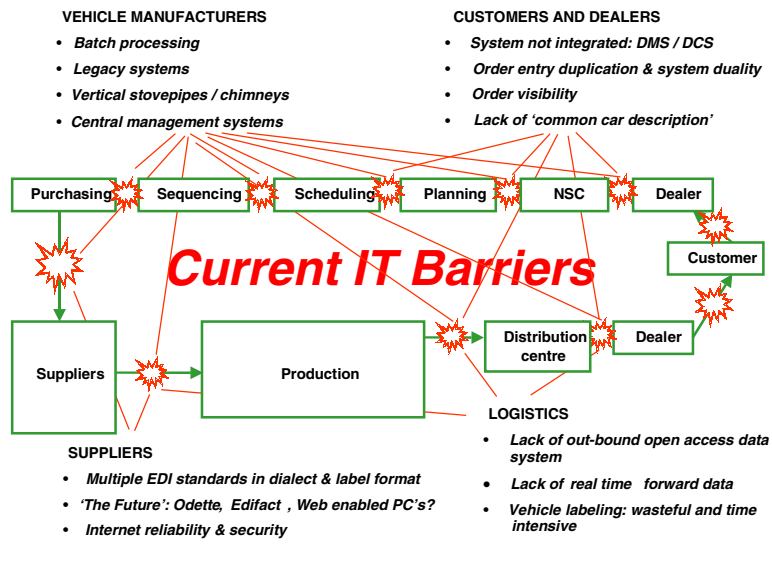 VEHICLE MANUFACTURERS
• Batch processing
• Legacy systems
• Vertical stovepipes / chimneys
• Central management systems
CUSTOMERS AND DEALERS
• System not integrated: DMS / DCS
• Order entry duplication & system duality
• Order visibility
• Lack of ‘common car description’
Purchasing
Sequencing
Scheduling
Planning
NSC
Dealer
Customer
Current IT Barriers
Suppliers
Production
Distribution
centre
Dealer
SUPPLIERS
• Multiple EDI standards in dialect & label format
• ‘The Future’: Odette, Edifact , Web enabled PC’s?
• Internet reliability & security
LOGISTICS
• Lack of out-bound open access data
system
• Lack of real time forward data
• Vehicle labeling: wasteful and time
intensive